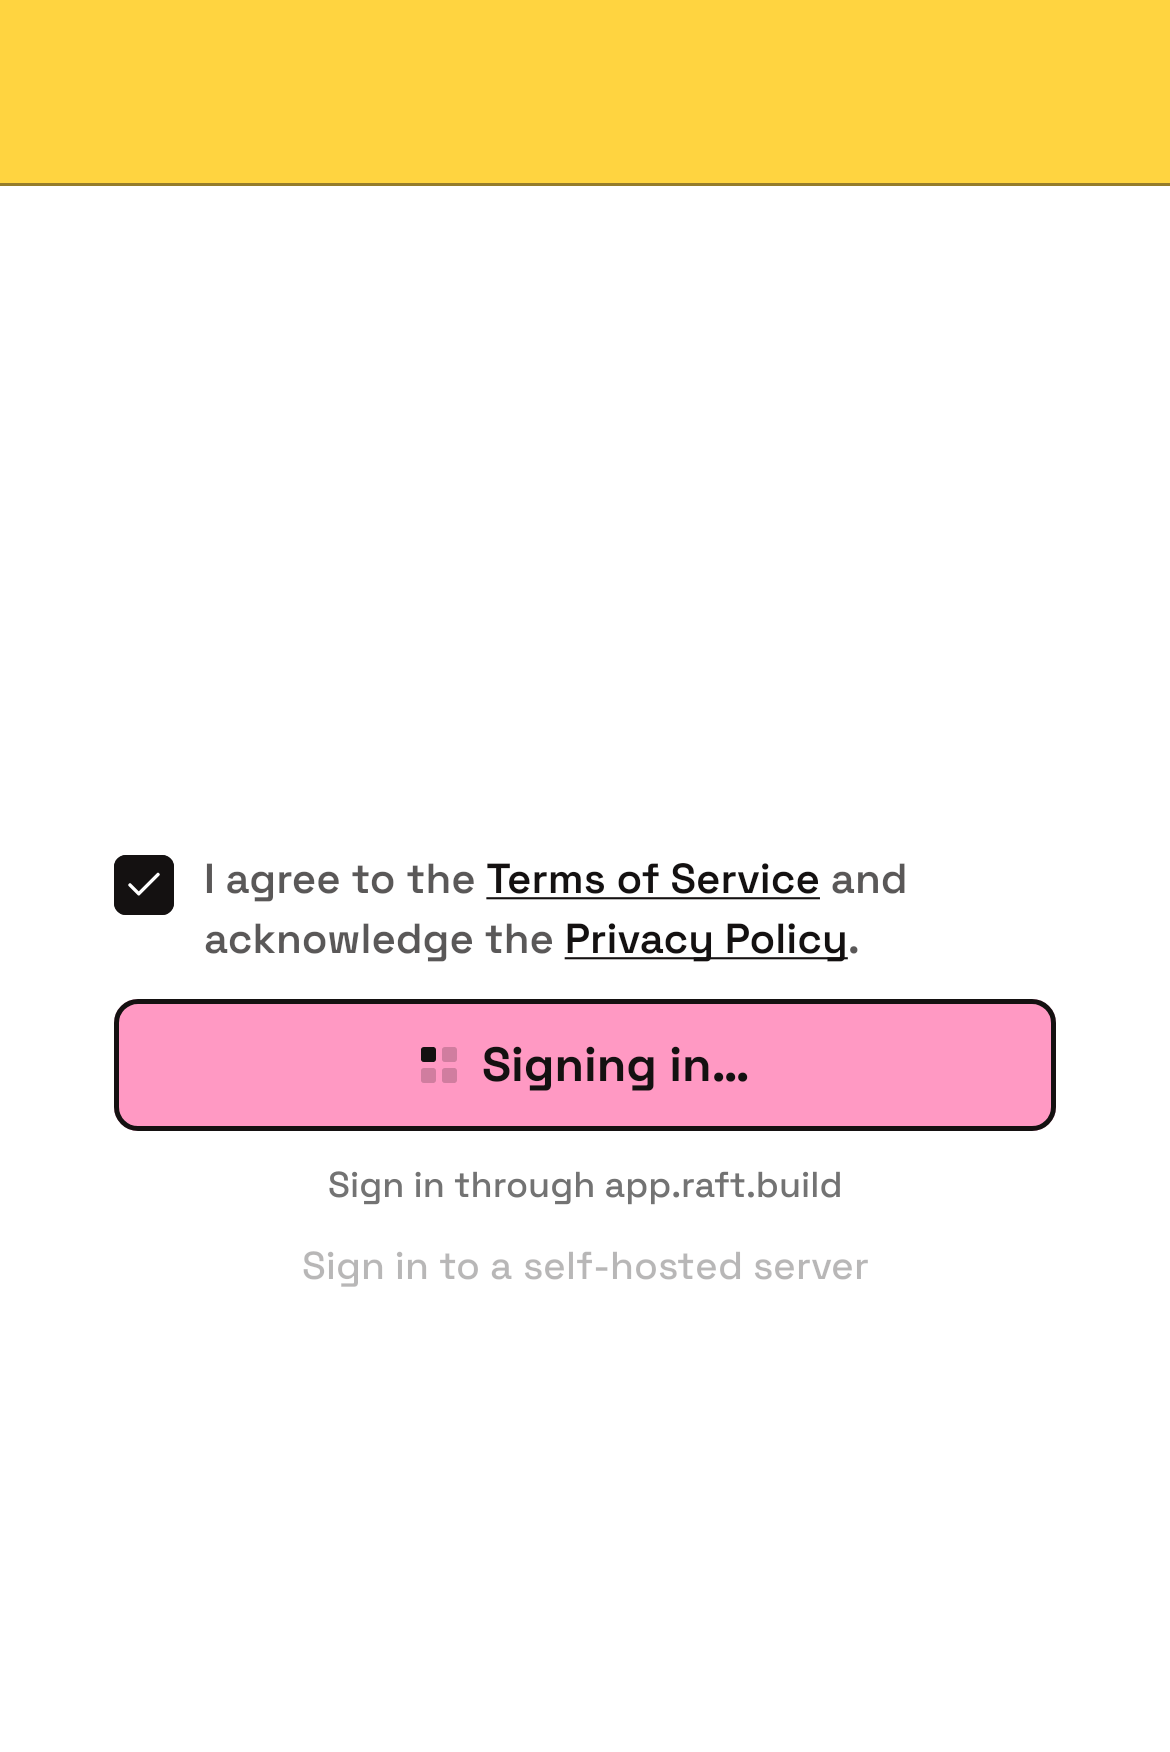 I agree to the Terms of Service and
acknowledge the Privacy Policy.
Signing in...
Sign in through app.raft.build
Sign in to a self-hosted server